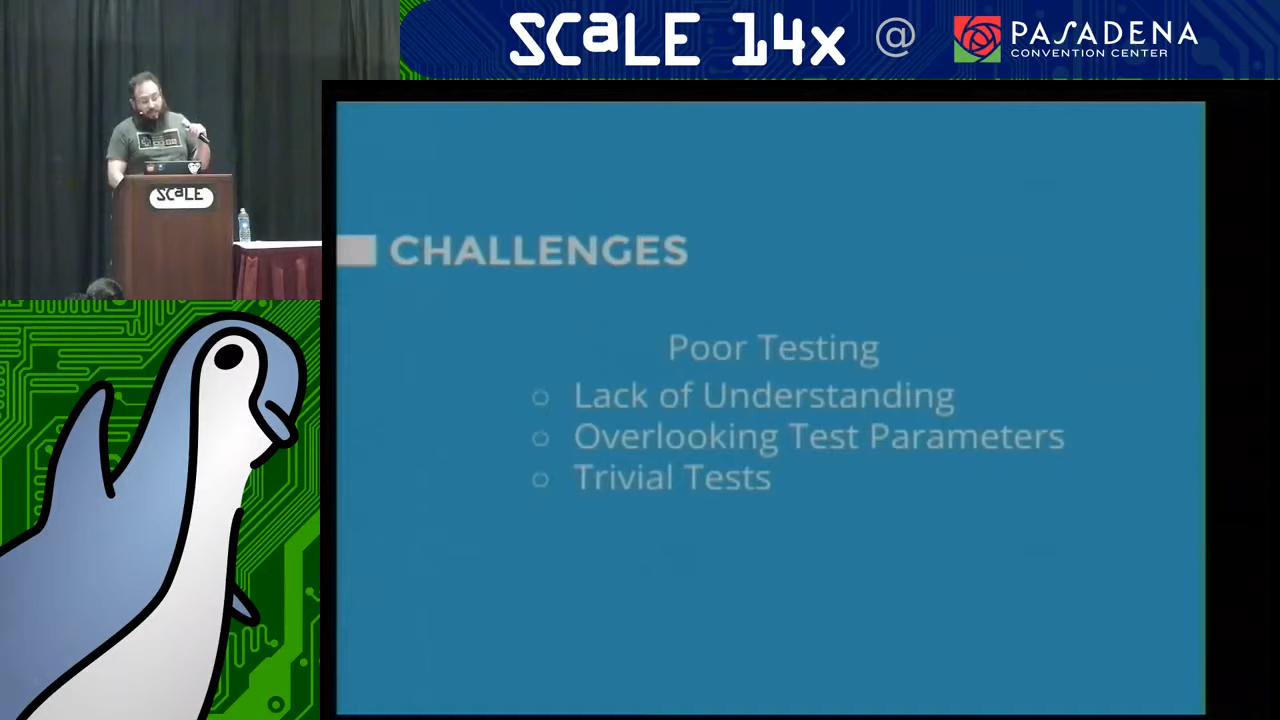 SCaLE 14x @ PASADENA
CONVENTION CENTER
SCaLE
CHALLENGES
Poor Testing
○ Lack of Understanding
○ Overlooking Test Parameters
○ Trivial Tests